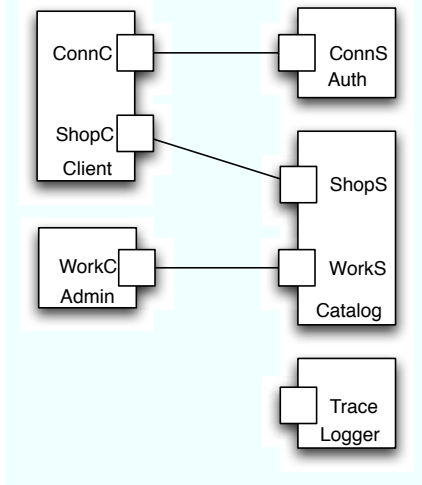 ConnC
ShopC
Client
WorkC
Admin
ConnS
Auth
ShopS
WorkS
Catalog
Trace
Logger